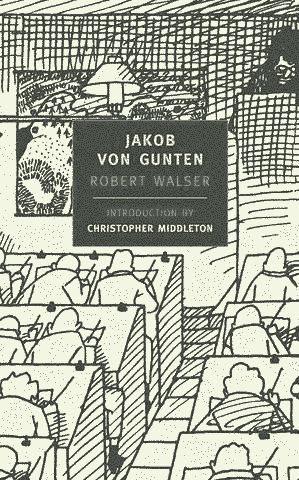 JAKOB
VON GUNTEN
ROBERT WALSER
INTRODUCTION BY
CHRISTOPHER MIDDLETON